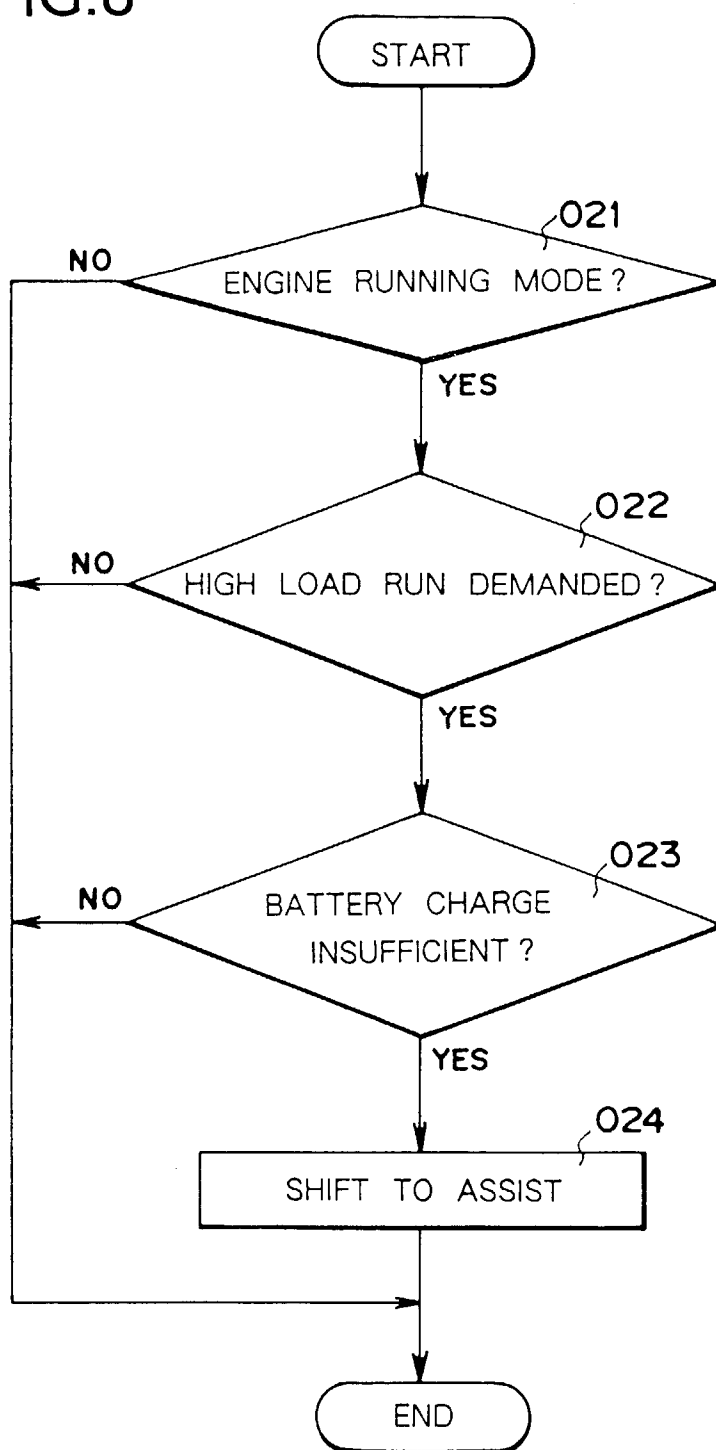 IG.8
START
021
NO
ENGINE RUNNING MODE?
YES
022
NO
HIGH LOAD RUN DEMANDED?
YES
023
NO
BATTERY CHARGE
INSUFFICIENT?
YES
024
SHIFT TO ASSIST
END